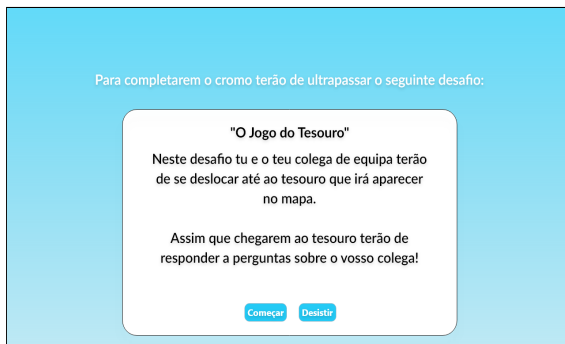 Para completarem o cromo terão de ultrapassar o seguinte desafio:
"O Jogo do Tesouro"
Neste desafio tu e o teu colega de equipa terão
de se deslocar até ao tesouro que irá aparecer
no mapa.
Assim que chegarem ao tesouro terão de
responder a perguntas sobre o vosso colega!
Começar Desistir